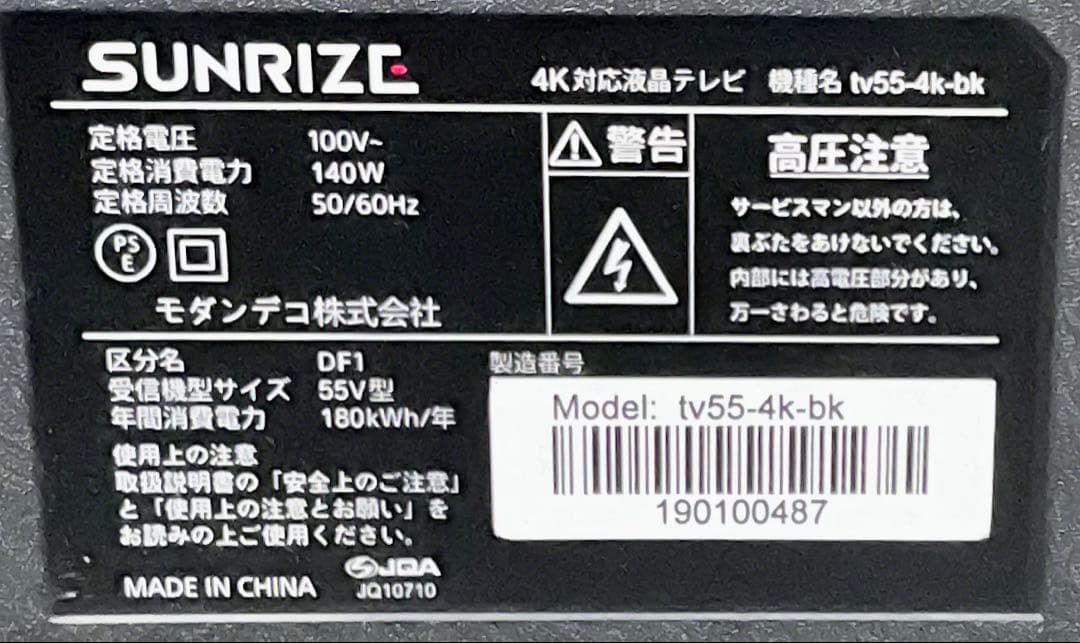 SUNRIZE
4K対応液晶テレビ 機種名 tv55-4k-bk
定格電圧 100V~
定格消費電力 140W
定格周波数 50/60Hz
PS
E
モダンデコ株式会社
警告
高圧注意
サービスマン以外の方は、
裏ぶたをあけないでください。
内部には高電圧部分があり、
万一さわると危険です。
区分名 DF1
受信機型サイズ 55V型
年間消費電力 180kWh/年
使用上の注意
取扱説明書の「安全上のご注意」
と「使用上の注意とお願い」を
お読みの上ご使用ください。
MADE IN CHINA
JQA
JQ10710
製造番号
Model: tv55-4k-bk
190100487